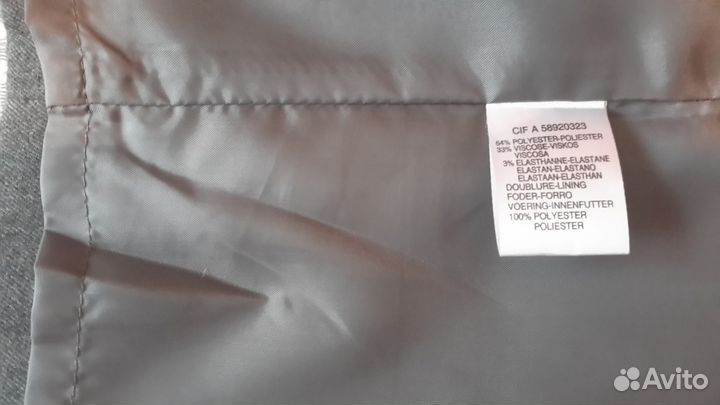 CIF A 58920323
64% POLYESTER-POLIESTER
33% VISCOSE-VISKOS
VISCOSA
3% ELASTHANNE-ELASTANE
ELASTAN-ELASTANO
ELASTAAN-ELASTHAN
DOUBLURE-LINING
FODER-FORRO
VOERING-INNENFUTTER
100% POLYESTER
POLIESTER
Avito